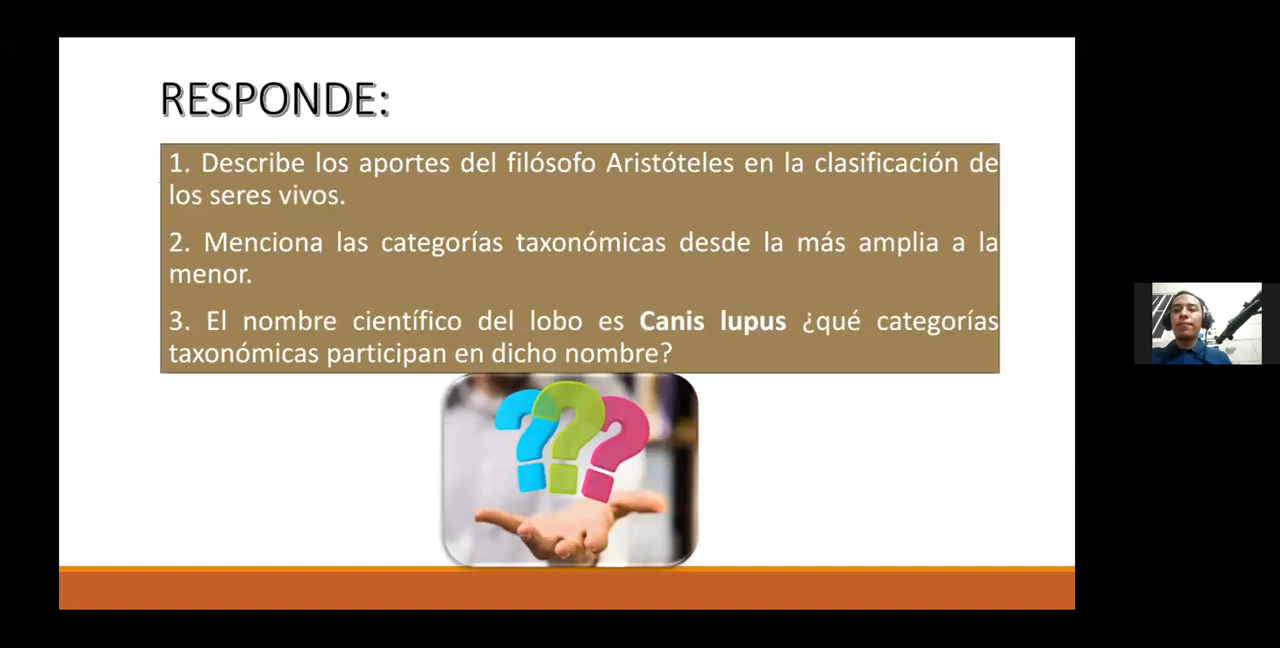 RESPONDE:
1. Describe los aportes del filósofo Aristóteles en la clasificación de
los seres vivos.
2. Menciona las categorías taxonómicas desde la más amplia a la
menor.
3. El nombre científico del lobo es Canis lupus ¿qué categorías
taxonómicas participan en dicho nombre?